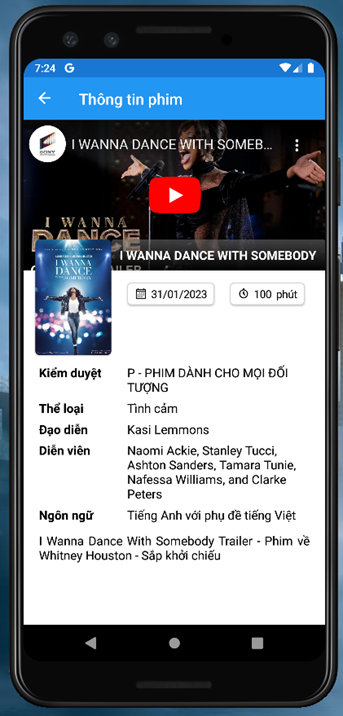 7:24 G
Thông tin phim
SONY
I WANNA DANCE WITH SOMEB...
I WANNA
DANCE
I WANNA
DANCE
I WANNA DANCE WITH SOMEBODY
31/01/2023
100 phút
Kiểm duyệt
P - PHIM DÀNH CHO MỌI ĐỐI
TƯỢNG
Thể loại
Tình cảm
Đạo diễn
Kasi Lemmons
Diễn viên
Naomi Ackie, Stanley Tucci,
Ashton Sanders, Tamara Tunie,
Nafessa Williams, and Clarke
Peters
Ngôn ngữ
Tiếng Anh với phụ đề tiếng Việt
I Wanna Dance With Somebody Trailer - Phim về
Whitney Houston - Sắp khởi chiếu